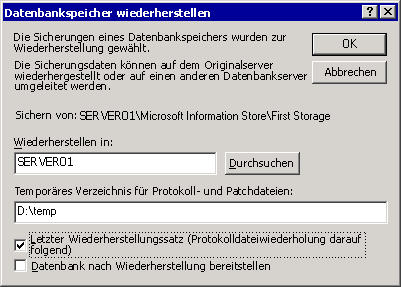 Datenbankspeicher wiederherstellen
Die Sicherungen eines Datenbankspeichers wurden zur
Wiederherstellung gewählt.
OK
Die Sicherungsdaten können auf dem Originalserver
wiederhergestellt oder auf einen anderen Datenbankserver
umgeleitet werden.
Abbrechen
Sichern von: SERVER01\Microsoft Information Store\First Storage
Wiederherstellen in:
SERVER01
Durchsuchen
Temporäres Verzeichnis für Protokoll- und Patchdateien:
D:\temp
Letzter Wiederherstellungssatz (Protokolldateiwiederholung darauf
folgend)
Datenbank nach Wiederherstellung bereitstellen